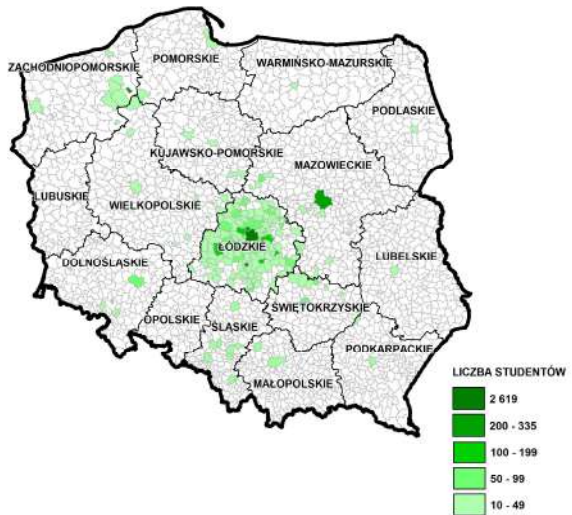 POMORSKIE
ZACHODNIOPOMORSKIE
WARMIŃSKO-MAZURSKIE
PODLASKIE
KUJAWSKO-POMORSKIE
MAZOWIECKIE
LUBUSKIE
WIELKOPOLSKIE
ŁÓDZKIE
LUBELSKIE
DOLNOŚLĄSKIE
ŚWIĘTOKRZYSKIE
OPOLSKIE
ŚLĄSKIE
PODKARPACKIE
MAŁOPOLSKIE
LICZBA STUDENTÓW
2 619
200 - 335
100 - 199
50 - 99
10 - 49